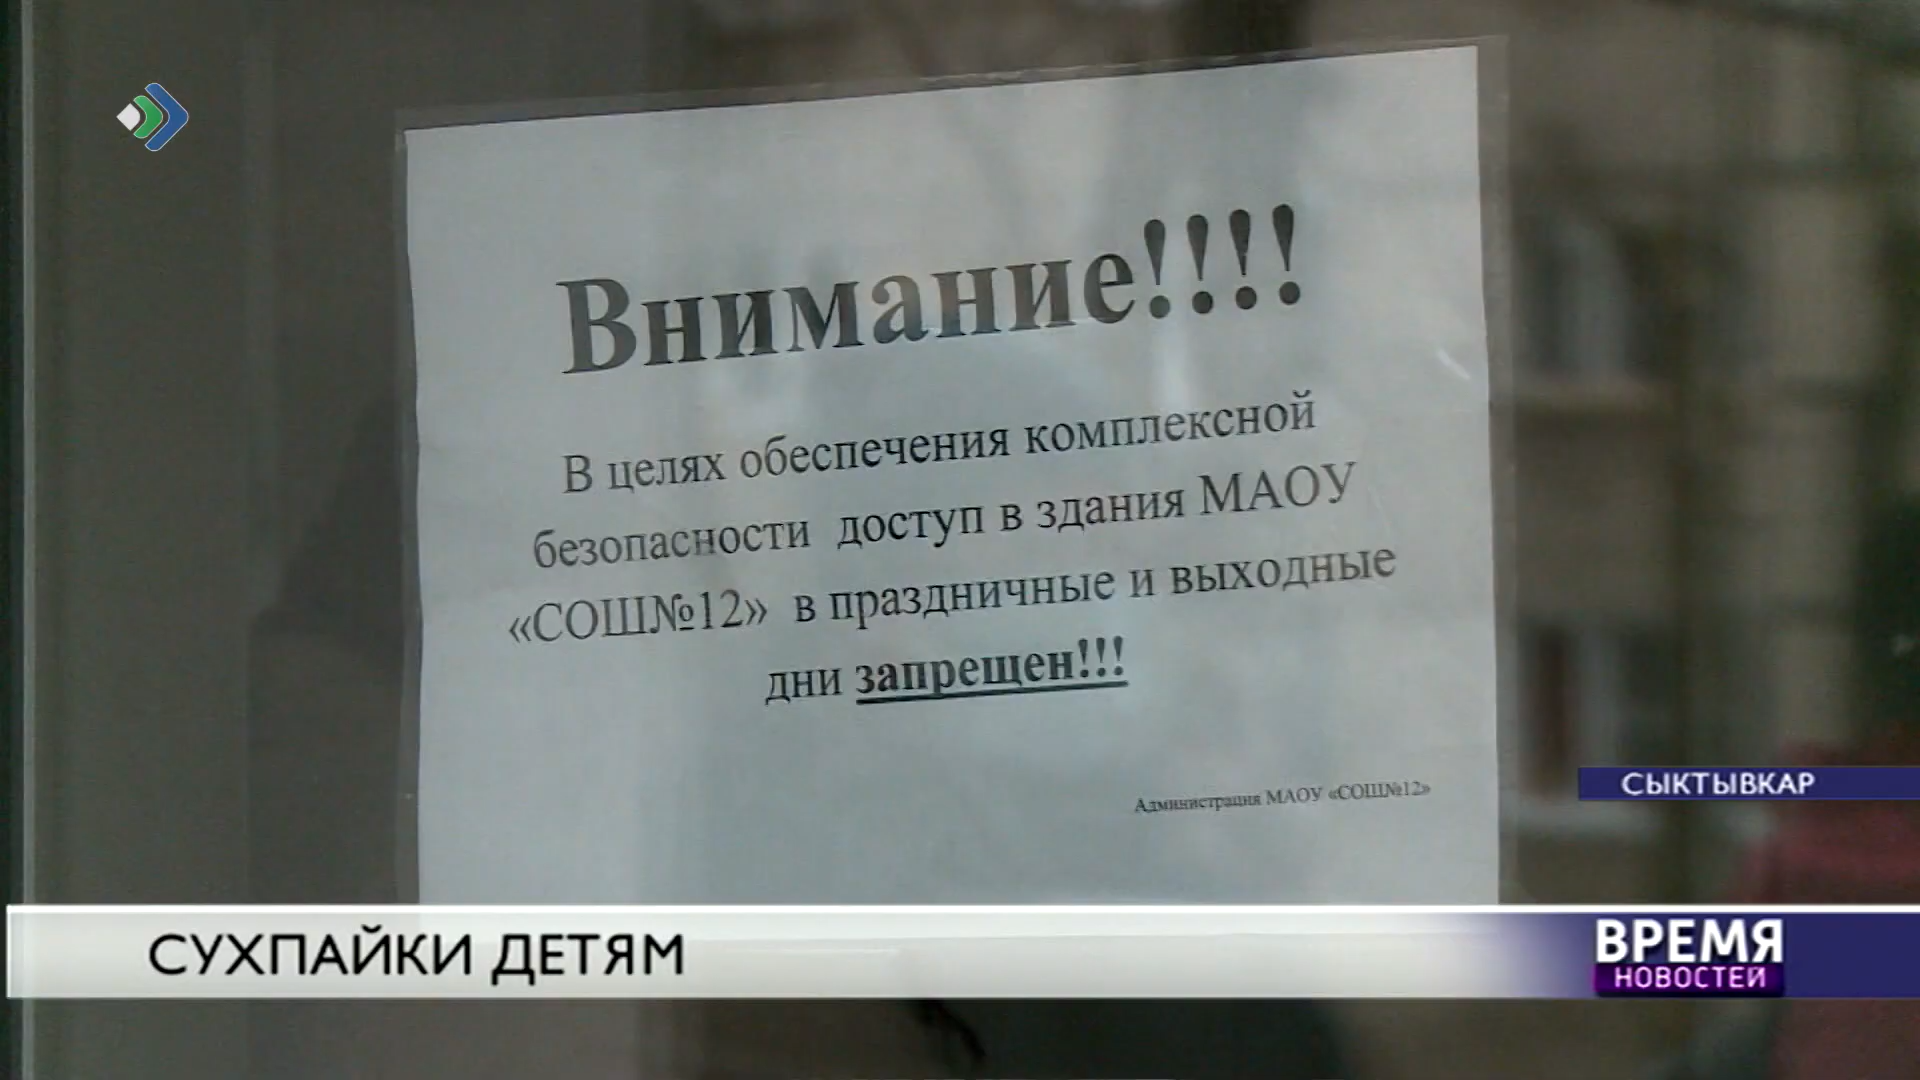 Внимание!!!!
В целях обеспечения комплексной
безопасности доступ в здания МАОУ
«СОШ№12» в праздничные и выходные
дни запрещен!!!
Администрация МАОУ «СОШ№12»
СЫКТЫВКАР
СУХПАЙКИ ДЕТЯМ
ВРЕМЯ
НОВОСТЕЙ